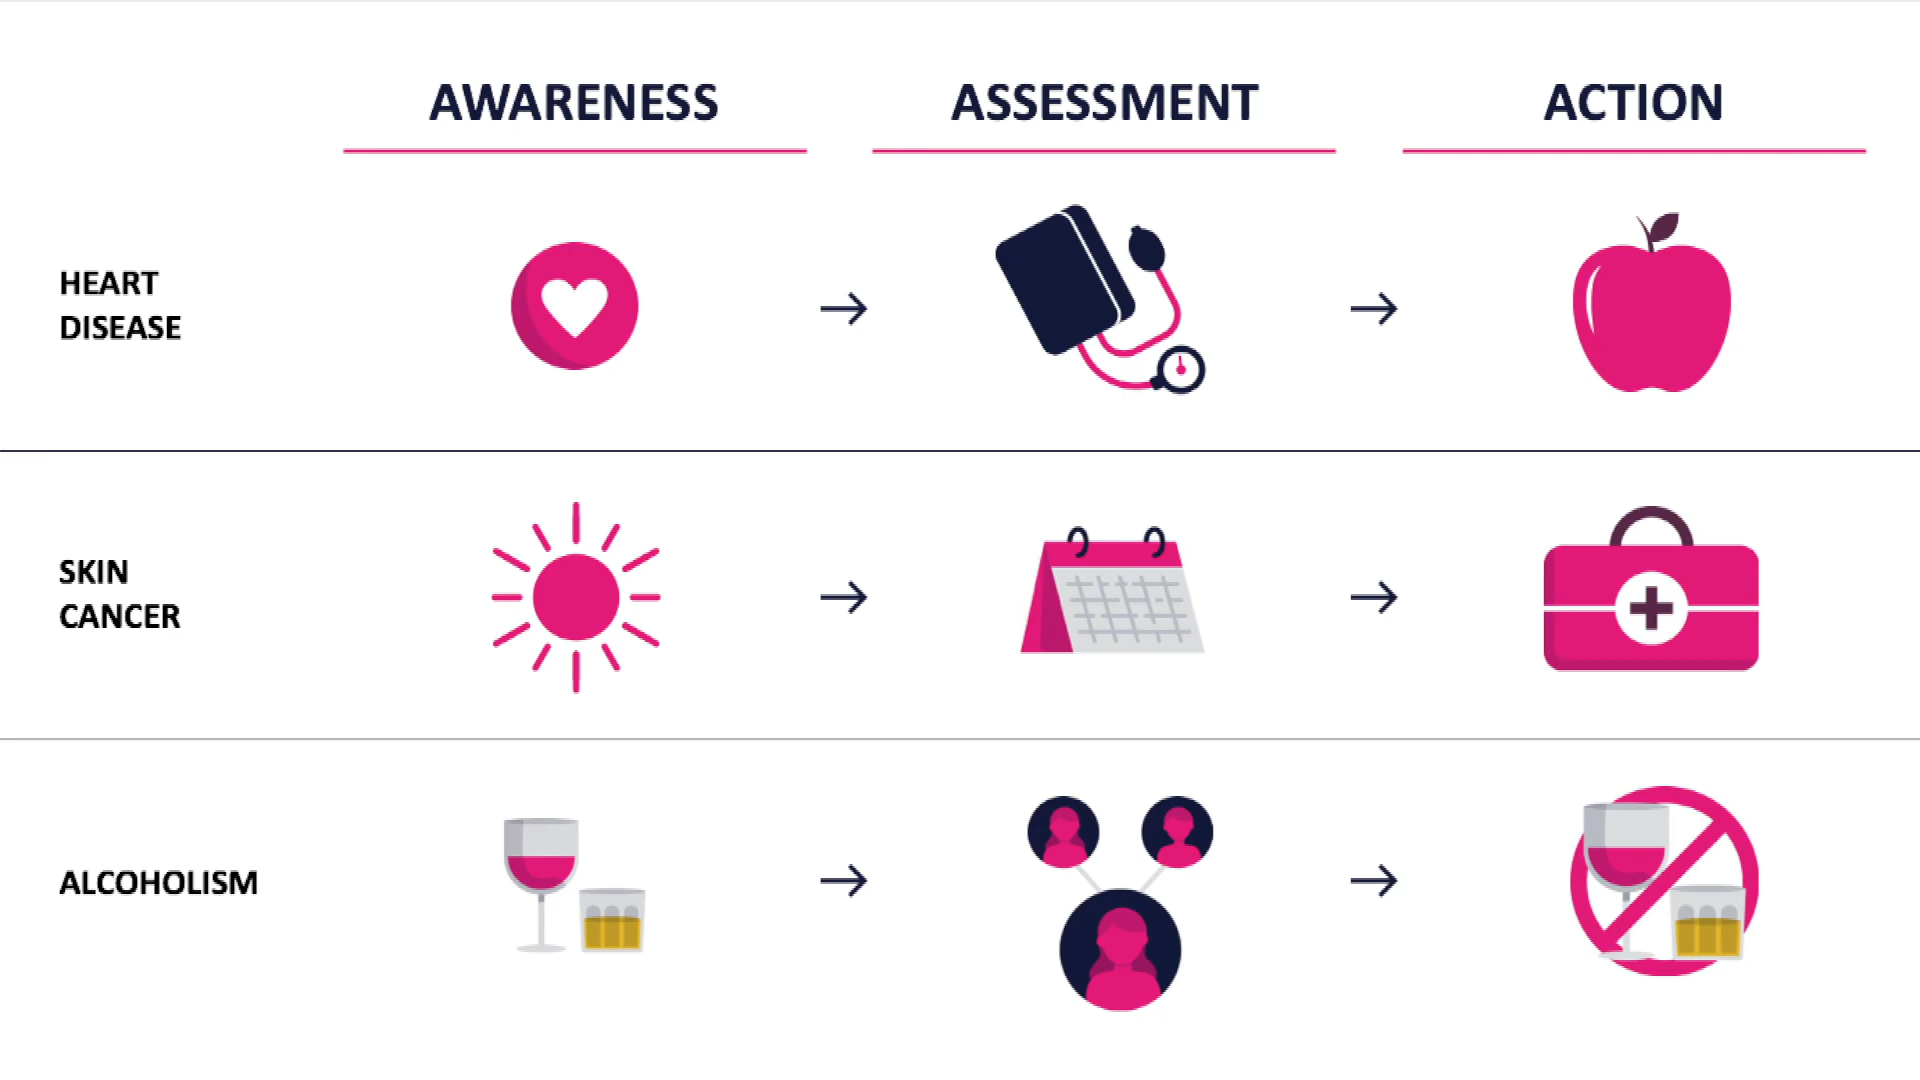 AWARENESS
ASSESSMENT
ACTION
HEART
DISEASE
SKIN
CANCER
ALCOHOLISM